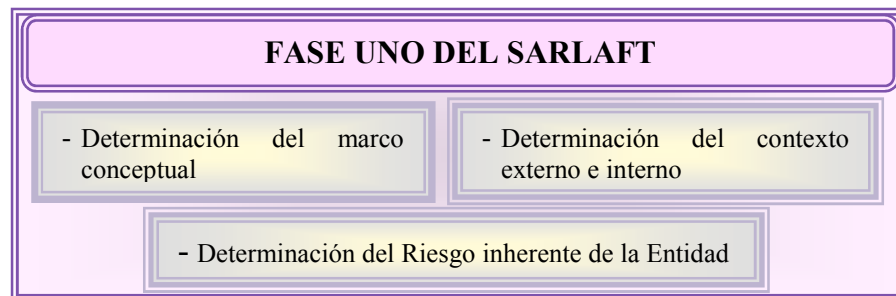 FASE UNO DEL SARLAFT
- Determinación del marco
conceptual
- Determinación del contexto
externo e interno
- Determinación del Riesgo inherente de la Entidad